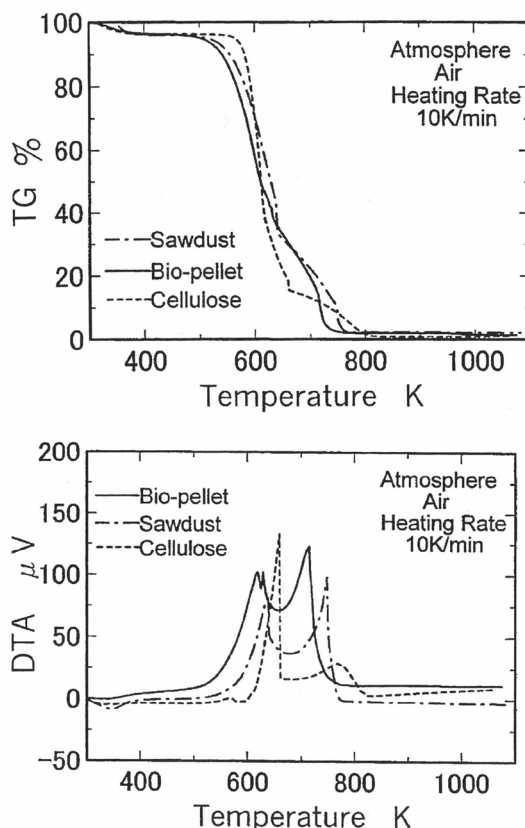 100
80
60
40
20
0
TG %
Atmosphere
Air
Heating Rate
10K/min
Sawdust
Bio-pellet
Cellulose
400 600 800 1000
Temperature K
200
150
100
50
0
-50
DTA μV
Bio-pellet
Sawdust
Cellulose
Atmosphere
Air
Heating Rate
10K/min
400 600 800 1000
Temperature K